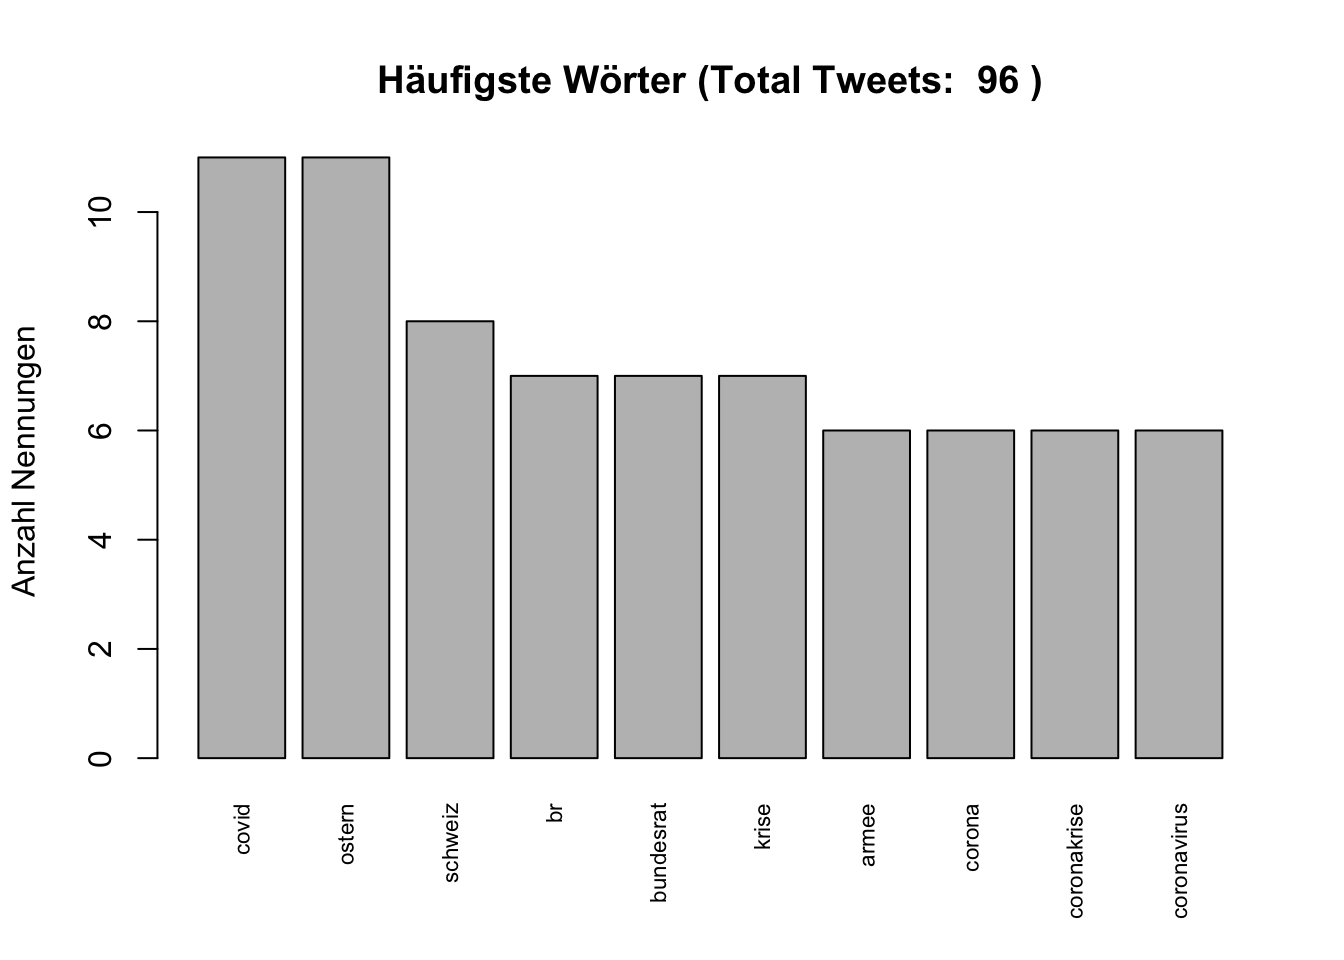 Häufigste Wörter (Total Tweets:  96 )
Anzahl Nennungen
10
8
6
4
2
0
covid
ostern
schweiz
br
bundesrat
krise
armee
corona
coronakrise
coronavirus